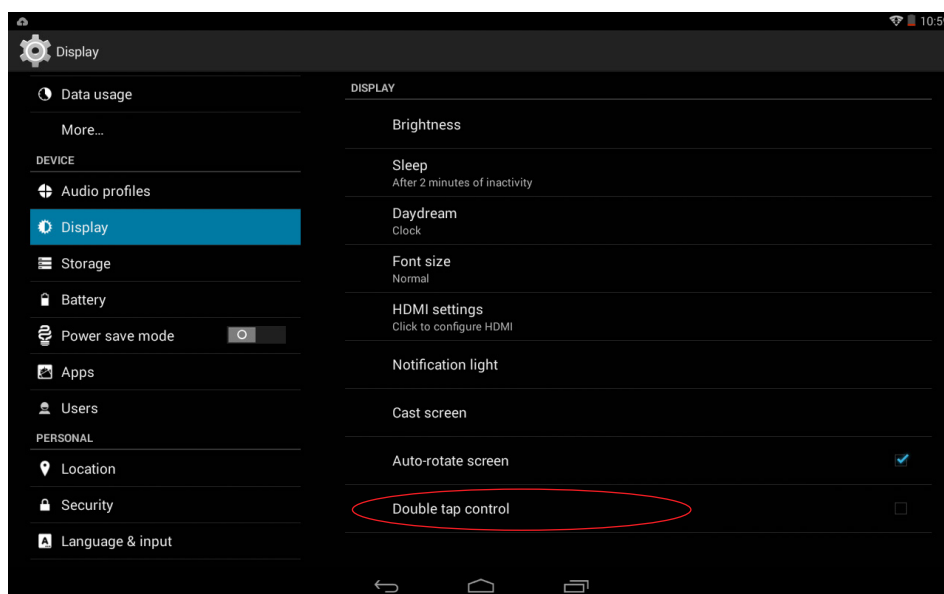 10:59
Display
Data usage
More...
DEVICE
Audio profiles
Display
Storage
Battery
Power save mode
Apps
Users
PERSONAL
Location
Security
Language & input
DISPLAY
Brightness
Sleep
After 2 minutes of inactivity
Daydream
Clock
Font size
Normal
HDMI settings
Click to configure HDMI
Notification light
Cast screen
Auto-rotate screen
Double tap control